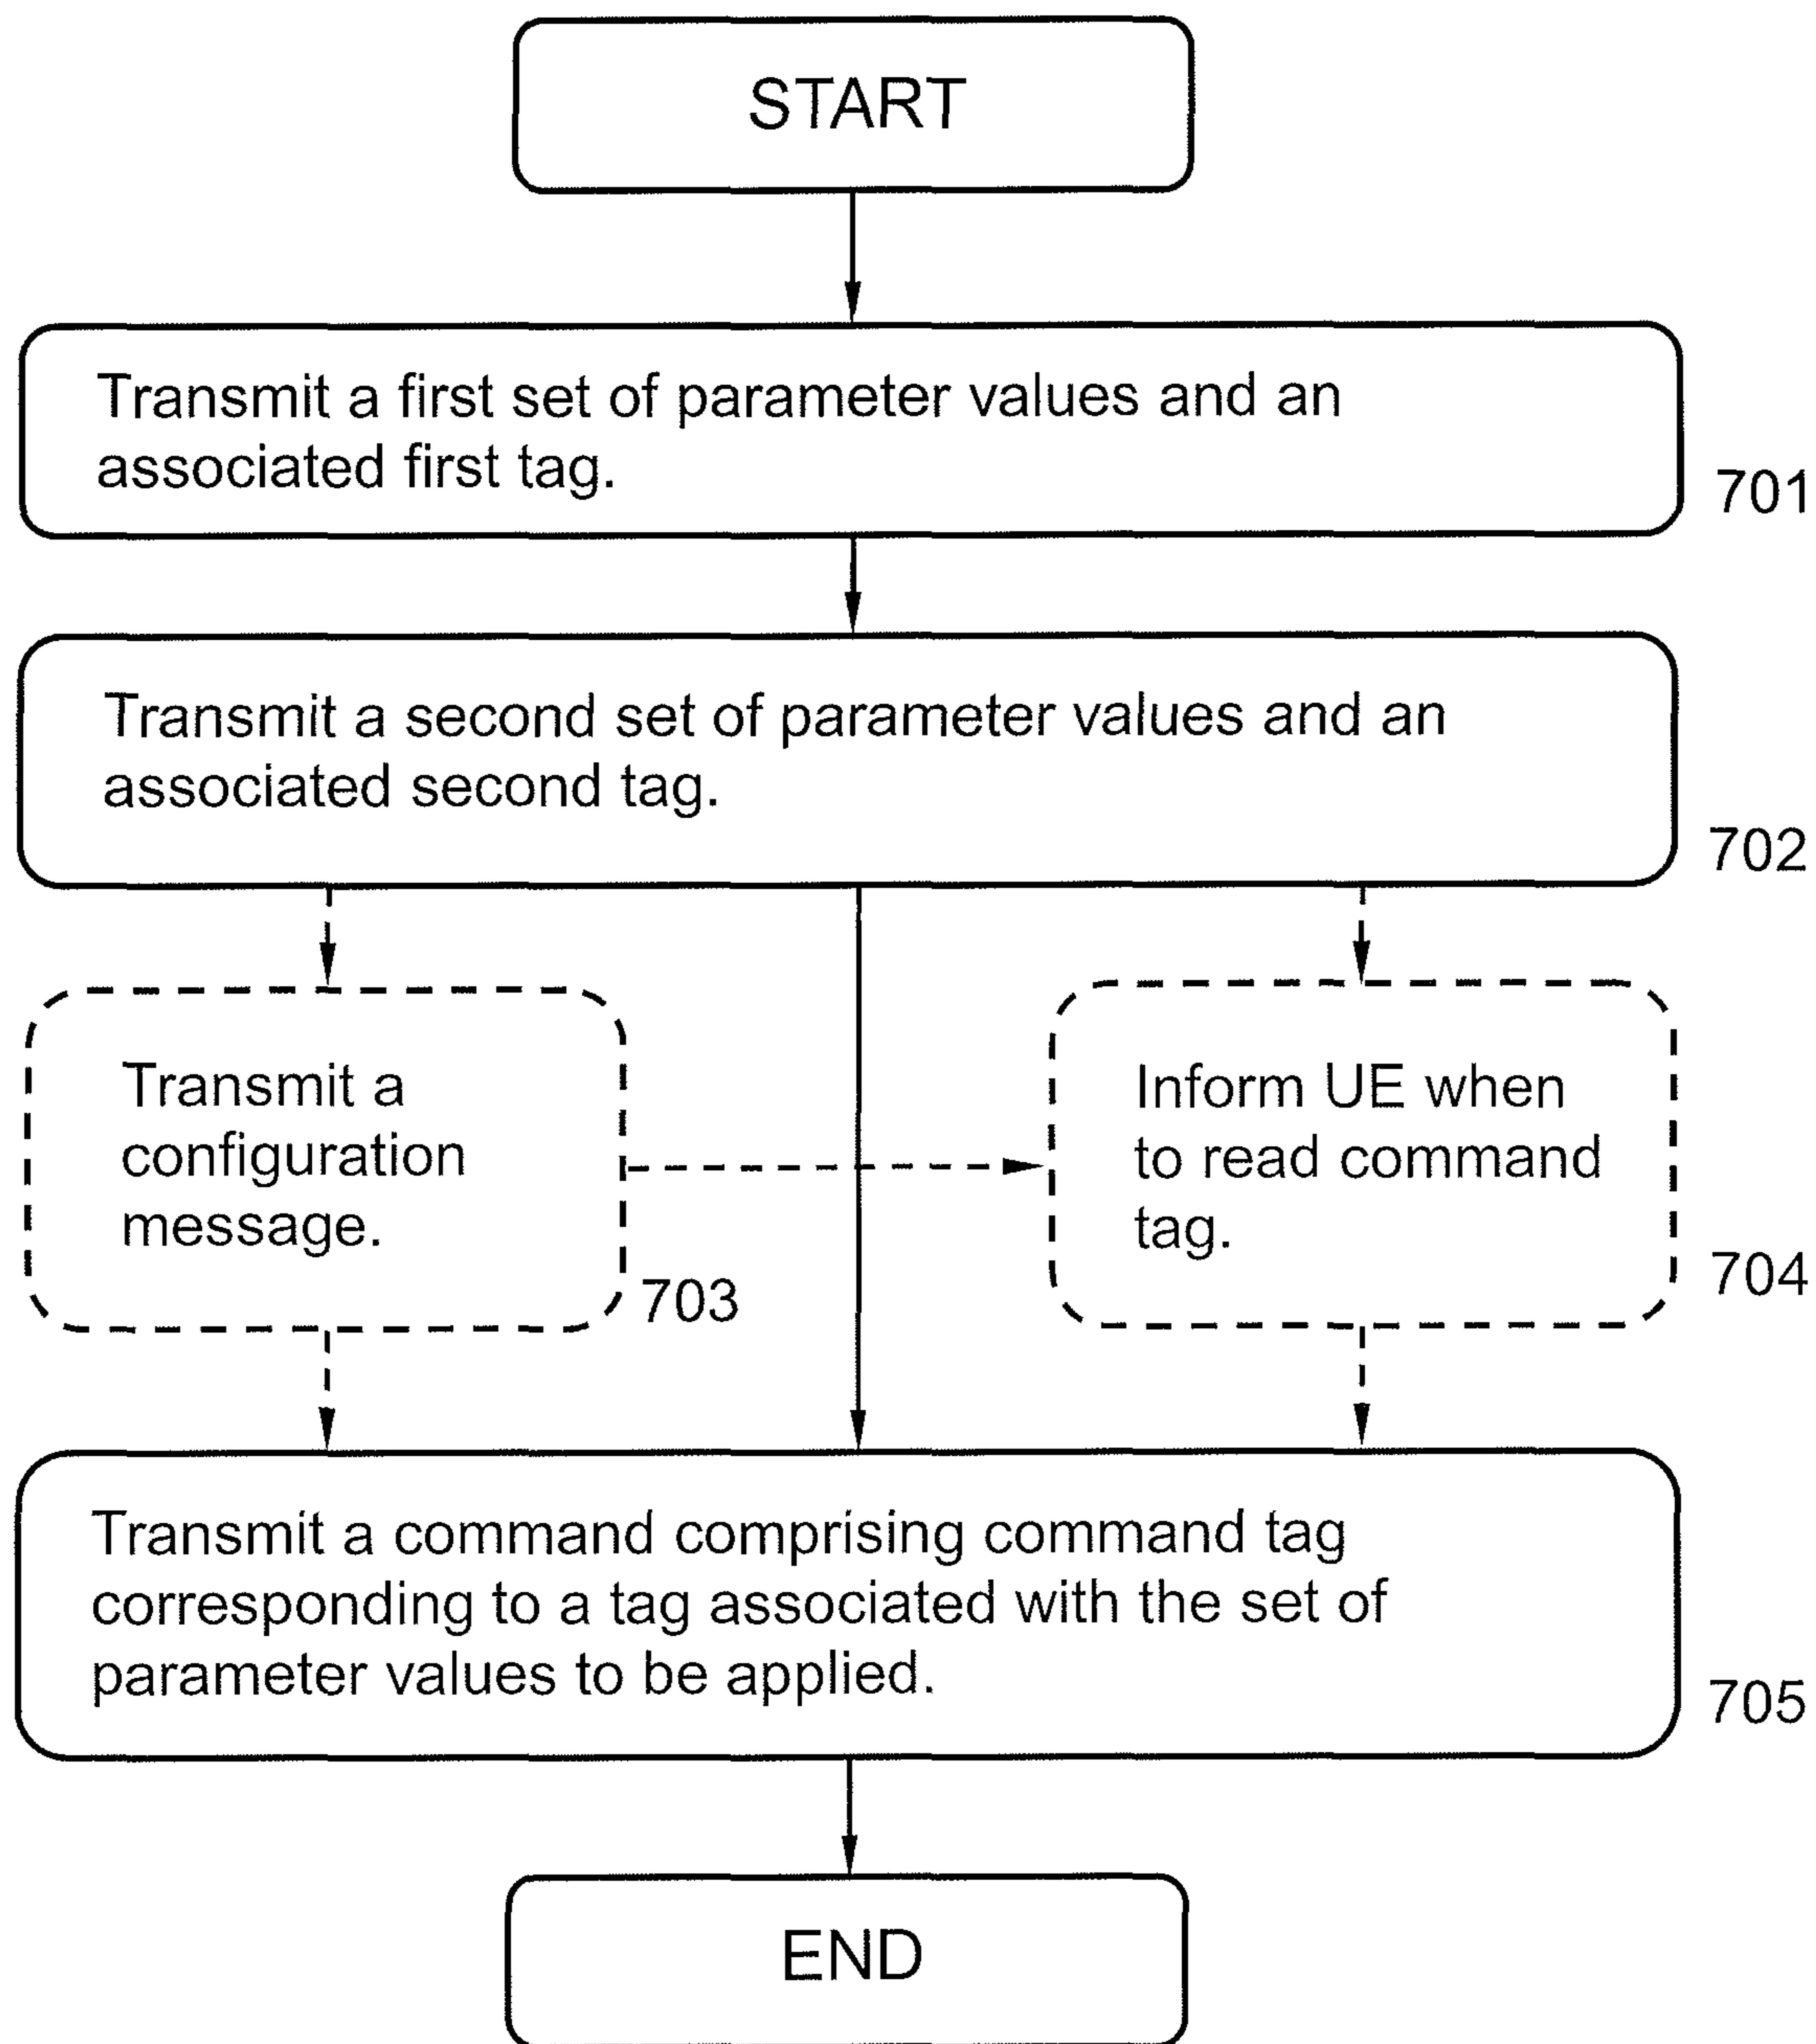 START
Transmit a first set of parameter values and an
associated first tag.
701
Transmit a second set of parameter values and an
associated second tag.
702
Transmit a
configuration
message.
703
Inform UE when
to read command
tag.
704
Transmit a command comprising command tag
corresponding to a tag associated with the set of
parameter values to be applied.
705
END